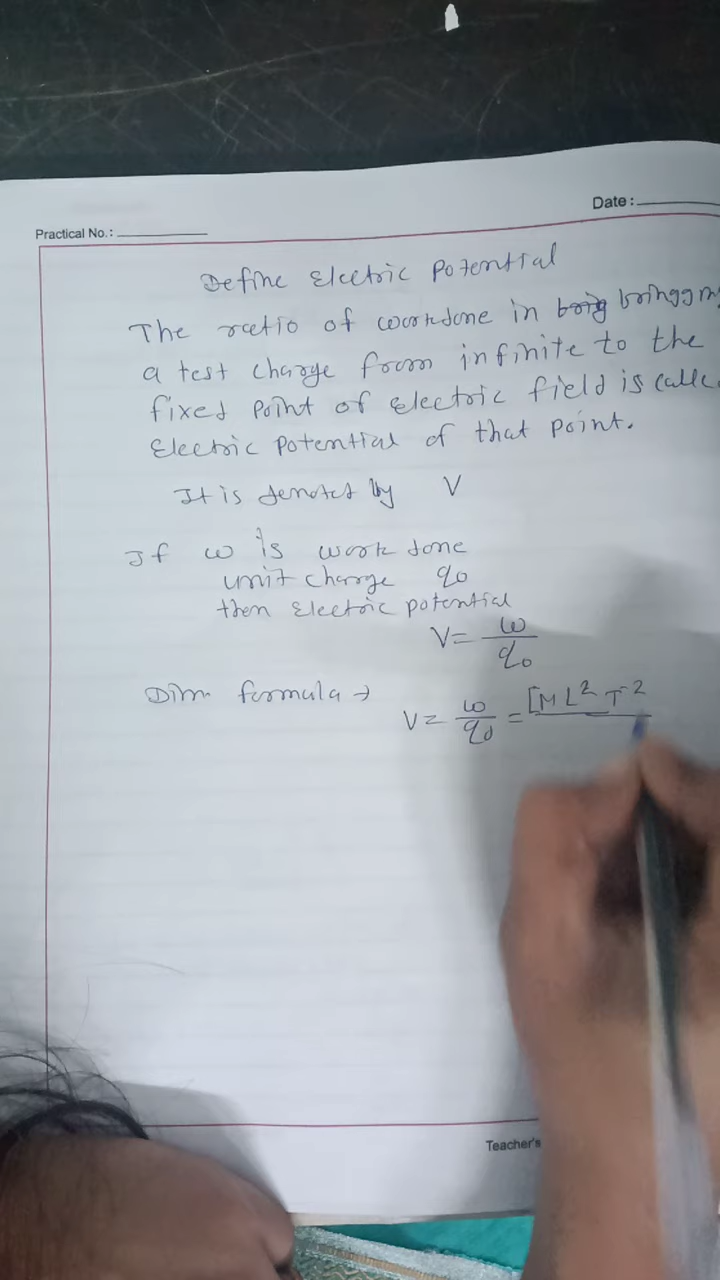 Date :
Practical No. :
Define Electric Potential
The ratio of workdone in bring bringgng
a test charge from infinite to the
fixed point of electric field is calle
Electric potential of that point.
It is denoted by V
If w is work done
unit charge q0
then Electric potential
V = w/q0
Dim formula →
V = w/q0 = [M L² T⁻²
Teacher's